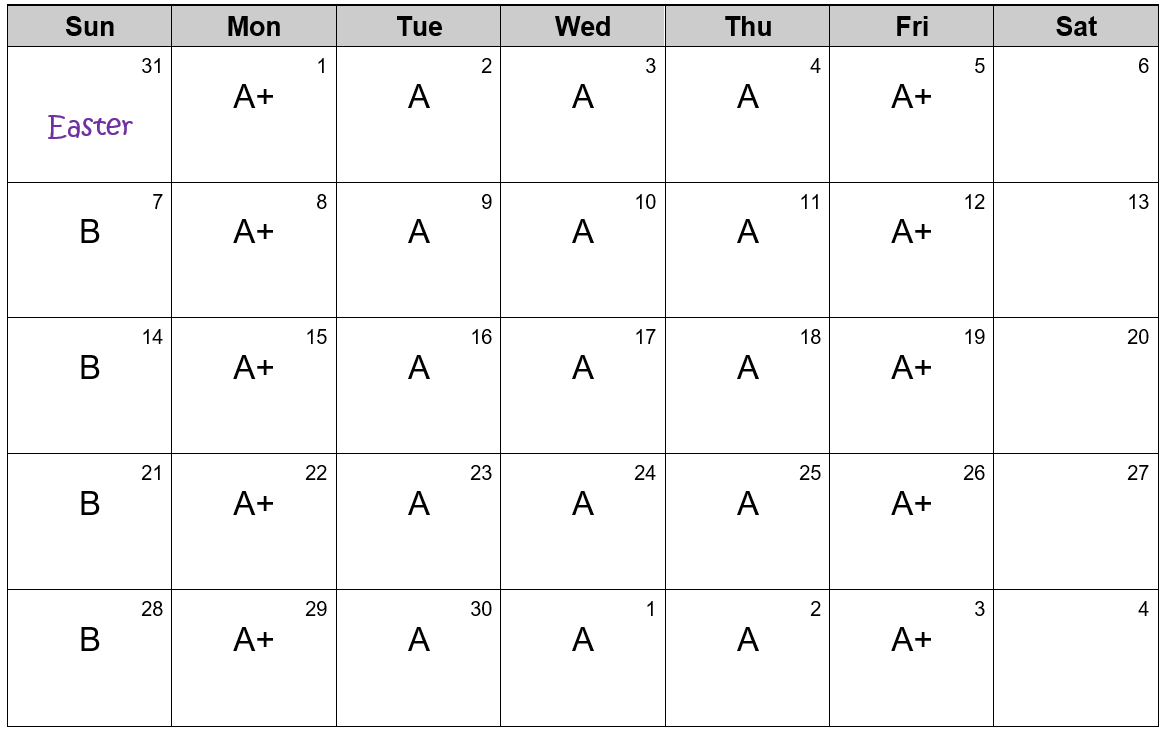 Sun Mon Tue Wed Thu Fri Sat
31 1 2 3 4 5 6
A+ A A A A+
Easter
7 8 9 10 11 12 13
B A+ A A A A+
14 15 16 17 18 19 20
B A+ A A A A+
21 22 23 24 25 26 27
B A+ A A A A+
28 29 30 1 2 3 4
B A+ A A A A+